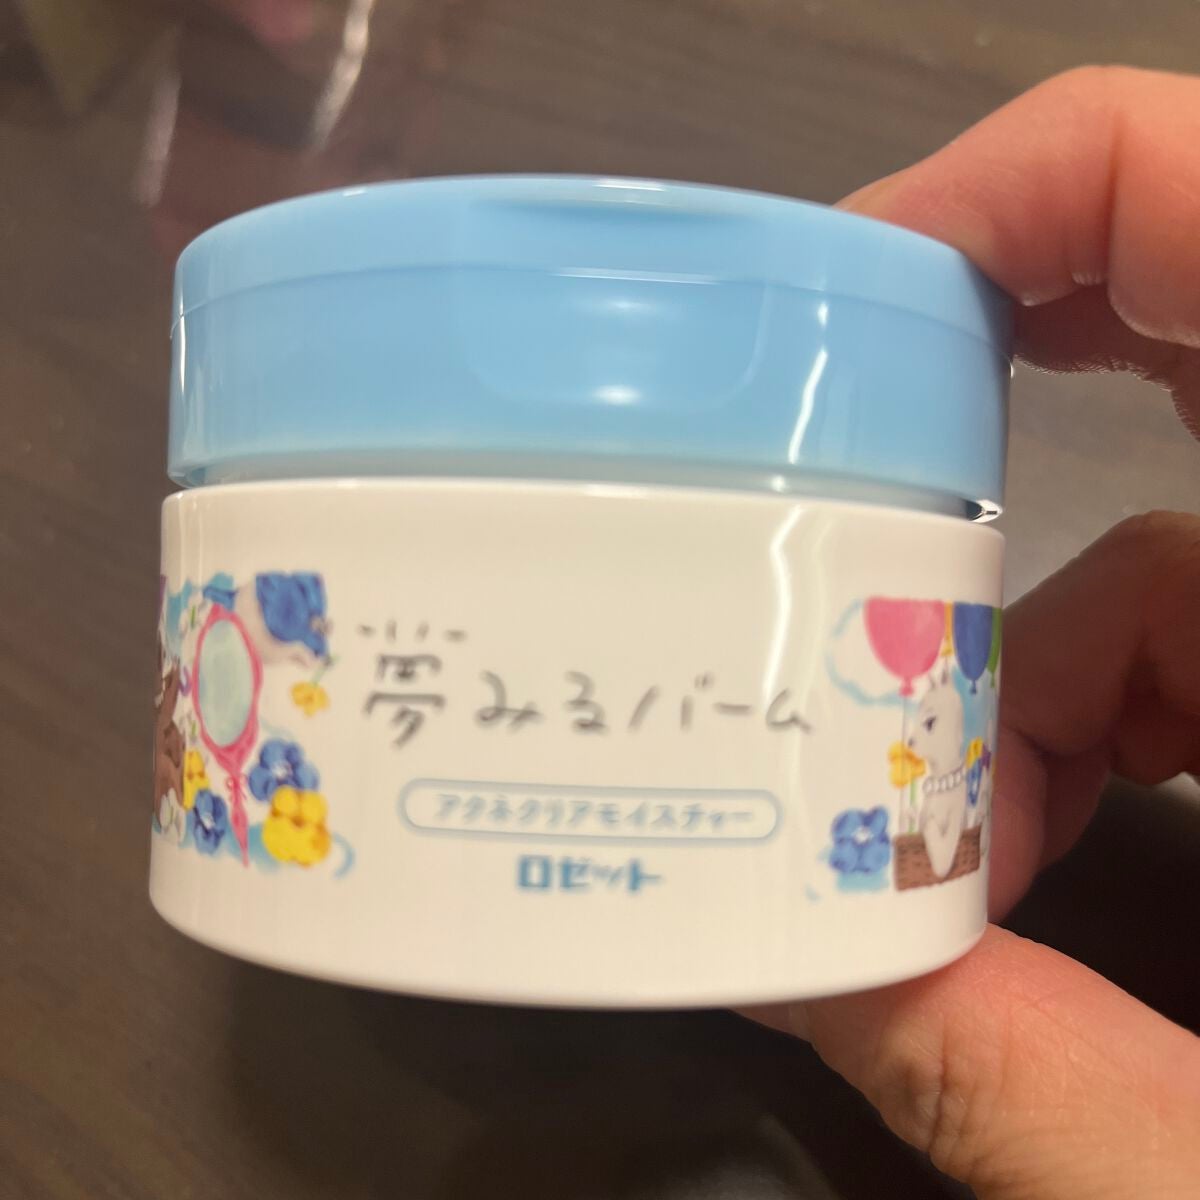 夢みるバーム
アクネクリアモイスチャー
ロゼット